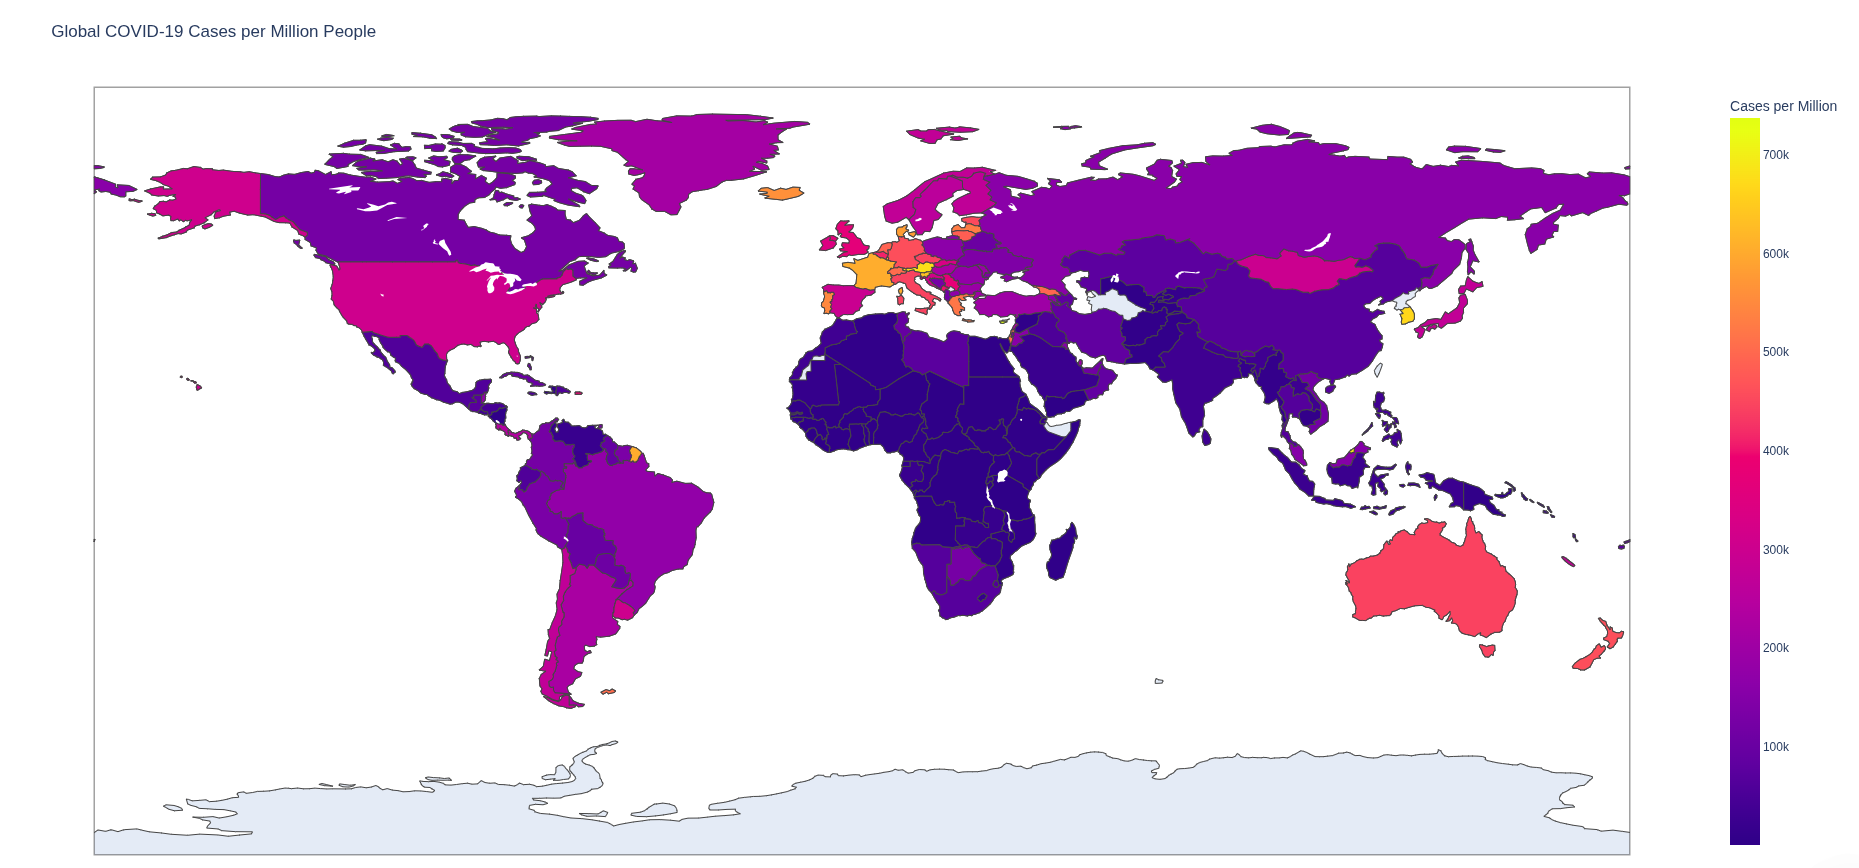 Global COVID-19 Cases per Million People
Cases per Million
700k
600k
500k
400k
300k
200k
100k